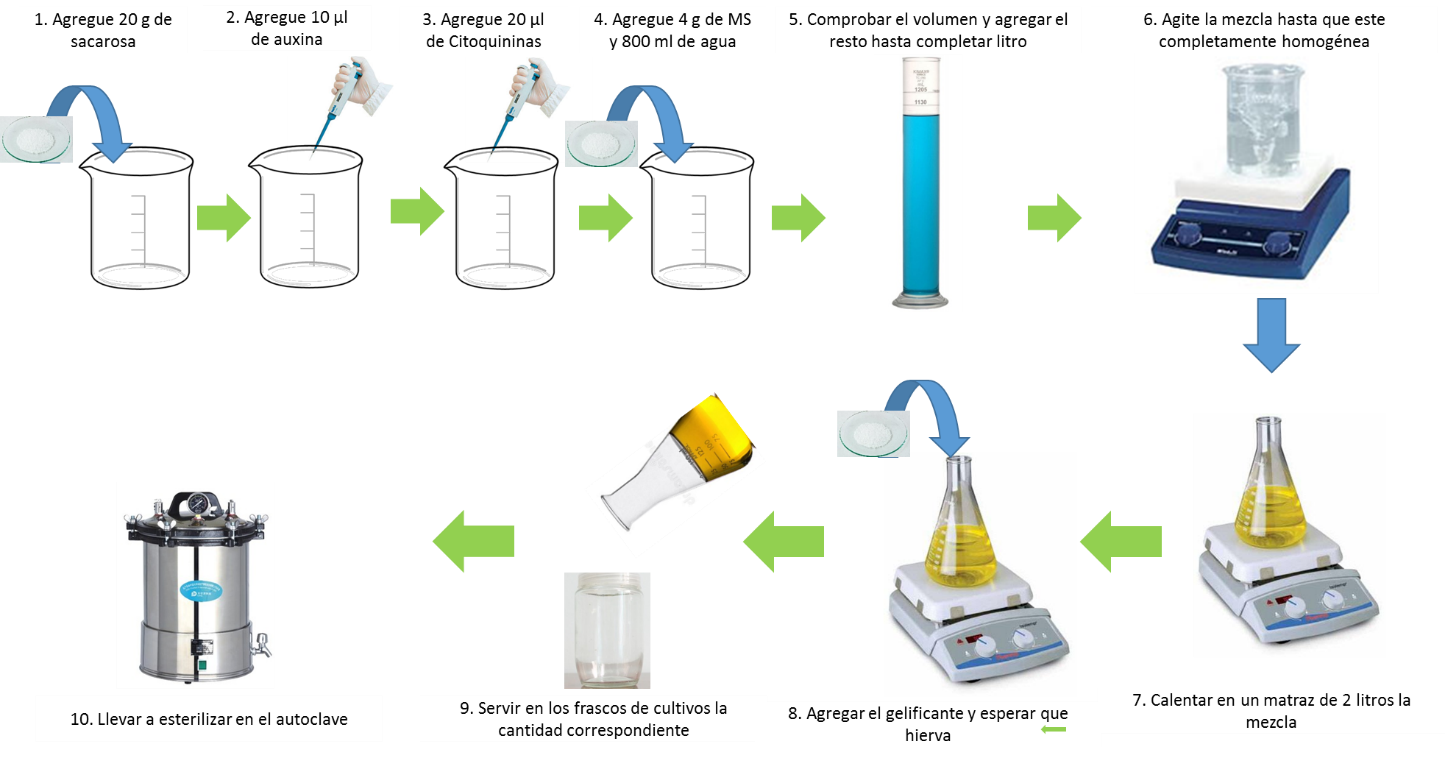 1. Agregue 20 g de
sacarosa
2. Agregue 10 µl
de auxina
3. Agregue 20 µl
de Citoquininas
4. Agregue 4 g de MS
y 800 ml de agua
5. Comprobar el volumen y agregar el
resto hasta completar litro
6. Agite la mezcla hasta que este
completamente homogénea
1205
1130
7. Calentar en un matraz de 2 litros la
mezcla
8. Agregar el gelificante y esperar que
hierva
9. Servir en los frascos de cultivos la
cantidad correspondiente
10. Llevar a esterilizar en el autoclave